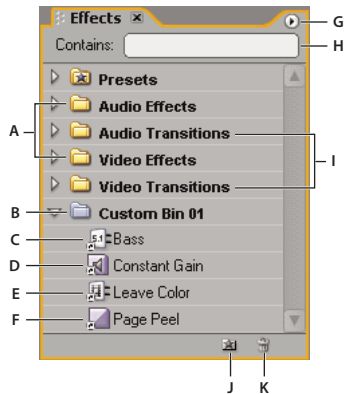 Effects
G
Contains:
H
Presets
A
Audio Effects
Audio Transitions
I
Video Effects
Video Transitions
B
Custom Bin 01
C
5.1
Bass
D
Constant Gain
E
Leave Color
F
Page Peel
J
K